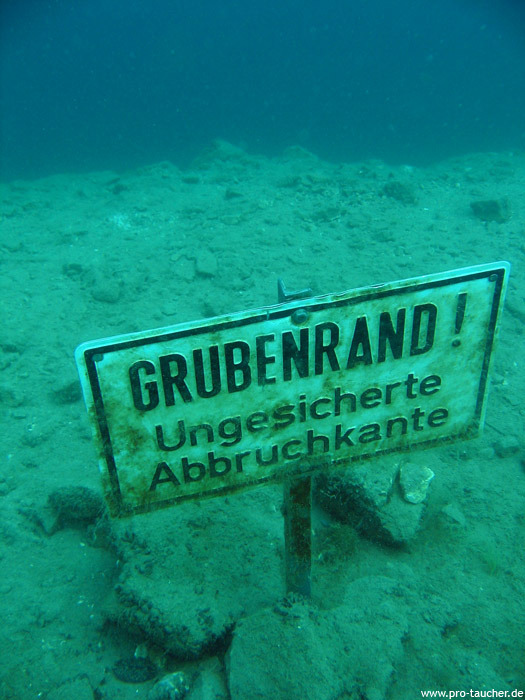 GRUBENRAND !
Ungesicherte
Abbruchkante
www.pro-taucher.de